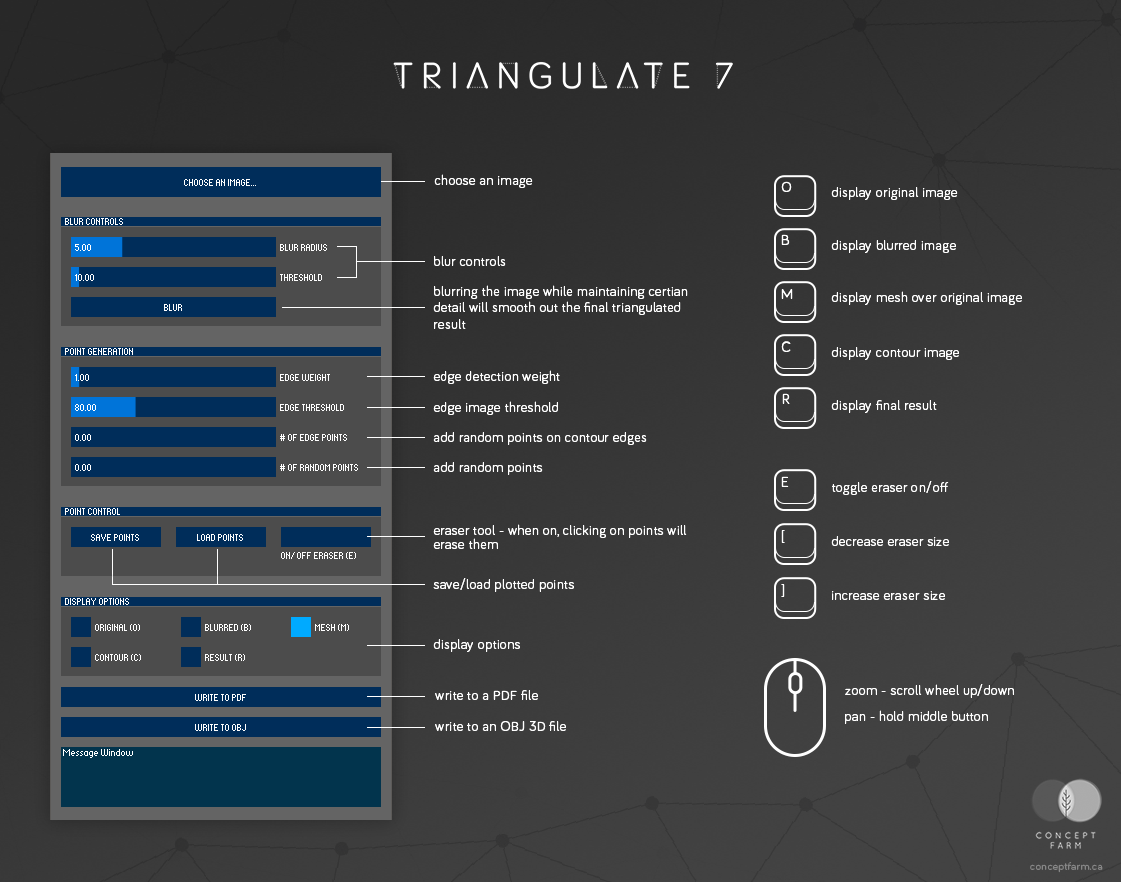 TRIANGULATE 7
CHOOSE AN IMAGE...
choose an image
BLUR CONTROLS
5.00
BLUR RADIUS
10.00
THRESHOLD
blur controls
BLUR
blurring the image while maintaining certian
detail will smooth out the final triangulated
result
POINT GENERATION
1.00
EDGE WEIGHT
edge detection weight
80.00
EDGE THRESHOLD
edge image threshold
0.00
# OF EDGE POINTS
add random points on contour edges
0.00
# OF RANDOM POINTS
add random points
POINT CONTROL
SAVE POINTS
LOAD POINTS
ON/OFF ERASER (E)
eraser tool - when on, clicking on points will
erase them
save/load plotted points
DISPLAY OPTIONS
ORIGINAL (O)
BLURRED (B)
MESH (M)
CONTOUR (C)
RESULT (R)
display options
WRITE TO PDF
write to a PDF file
WRITE TO OBJ
write to an OBJ 3D file
Message Window
O
display original image
B
display blurred image
M
display mesh over original image
C
display contour image
R
display final result
E
toggle eraser on/off
[
decrease eraser size
]
increase eraser size
zoom - scroll wheel up/down
pan - hold middle button
CONCEPT
FARM
conceptfarm.ca